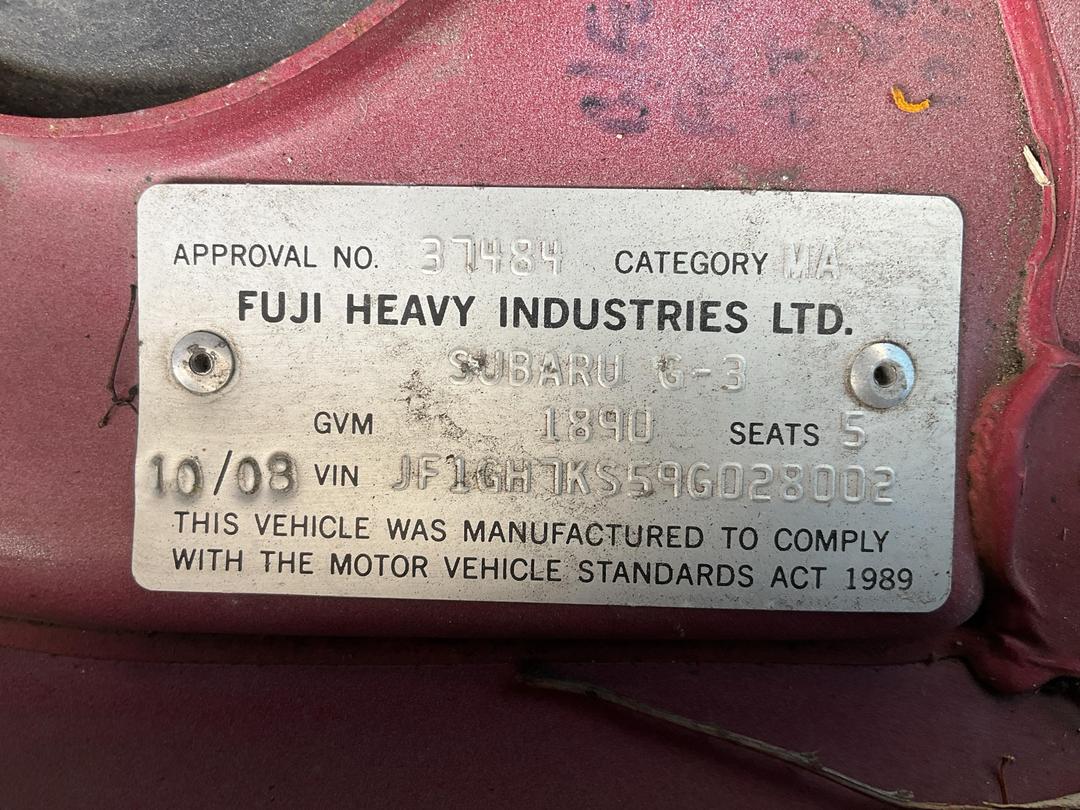 APPROVAL NO. 37484 CATEGORY MA
FUJI HEAVY INDUSTRIES LTD.
SUBARU G-3
GVM 1890 SEATS 5
10/08 VIN JF1GH7KS59G028002
THIS VEHICLE WAS MANUFACTURED TO COMPLY
WITH THE MOTOR VEHICLE STANDARDS ACT 1989